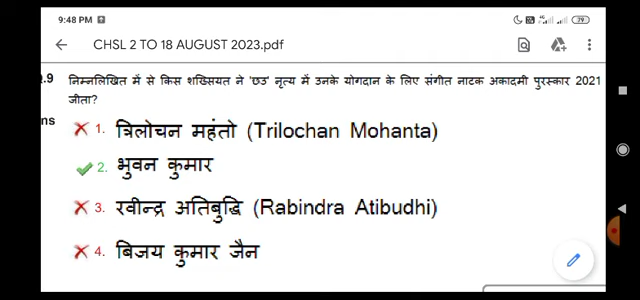 9:48 PM
79
CHSL 2 TO 18 AUGUST 2023.pdf
.9 निम्नलिखित में से किस शख्सियत ने 'छउ' नृत्य में उनके योगदान के लिए संगीत नाटक अकादमी पुरस्कार 2021
जीता?
ns
1. त्रिलोचन महंतो (Trilochan Mohanta)
2. भुवन कुमार
3. रवीन्द्र अतिबुद्धि (Rabindra Atibudhi)
4. बिजय कुमार जैन